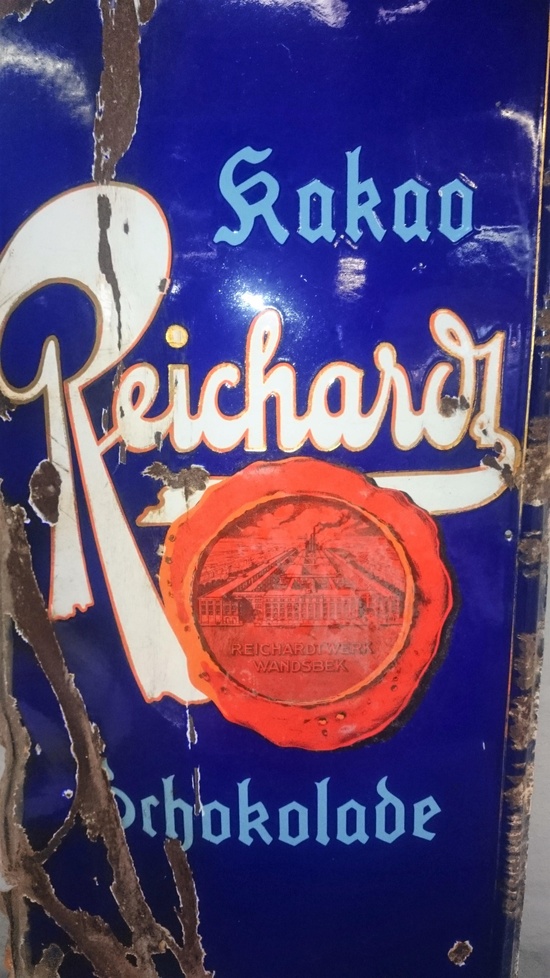 Kakao
Reichardt
REICHARDTWERK
WANDSBEK
Schokolade